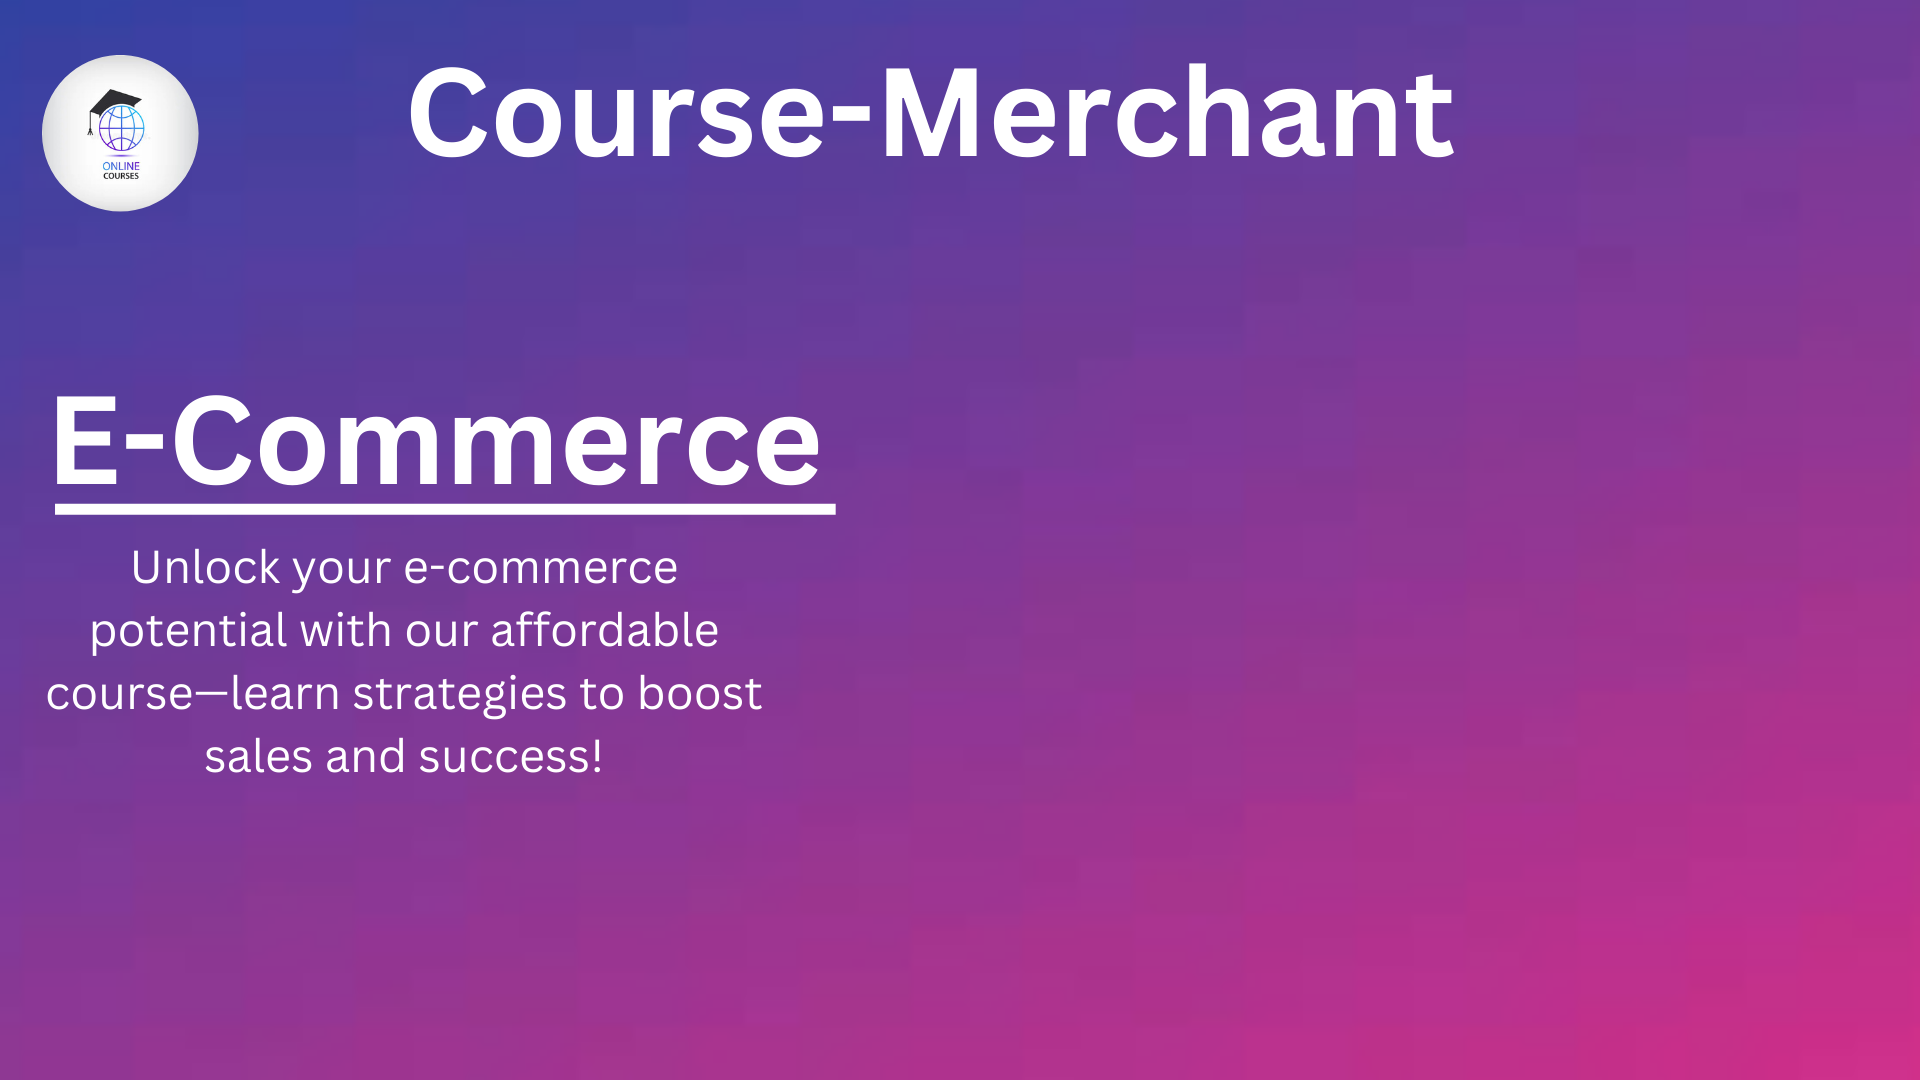 ONLINE
COURSES
Course-Merchant
E-Commerce
Unlock your e-commerce
potential with our affordable
course—learn strategies to boost
sales and success!